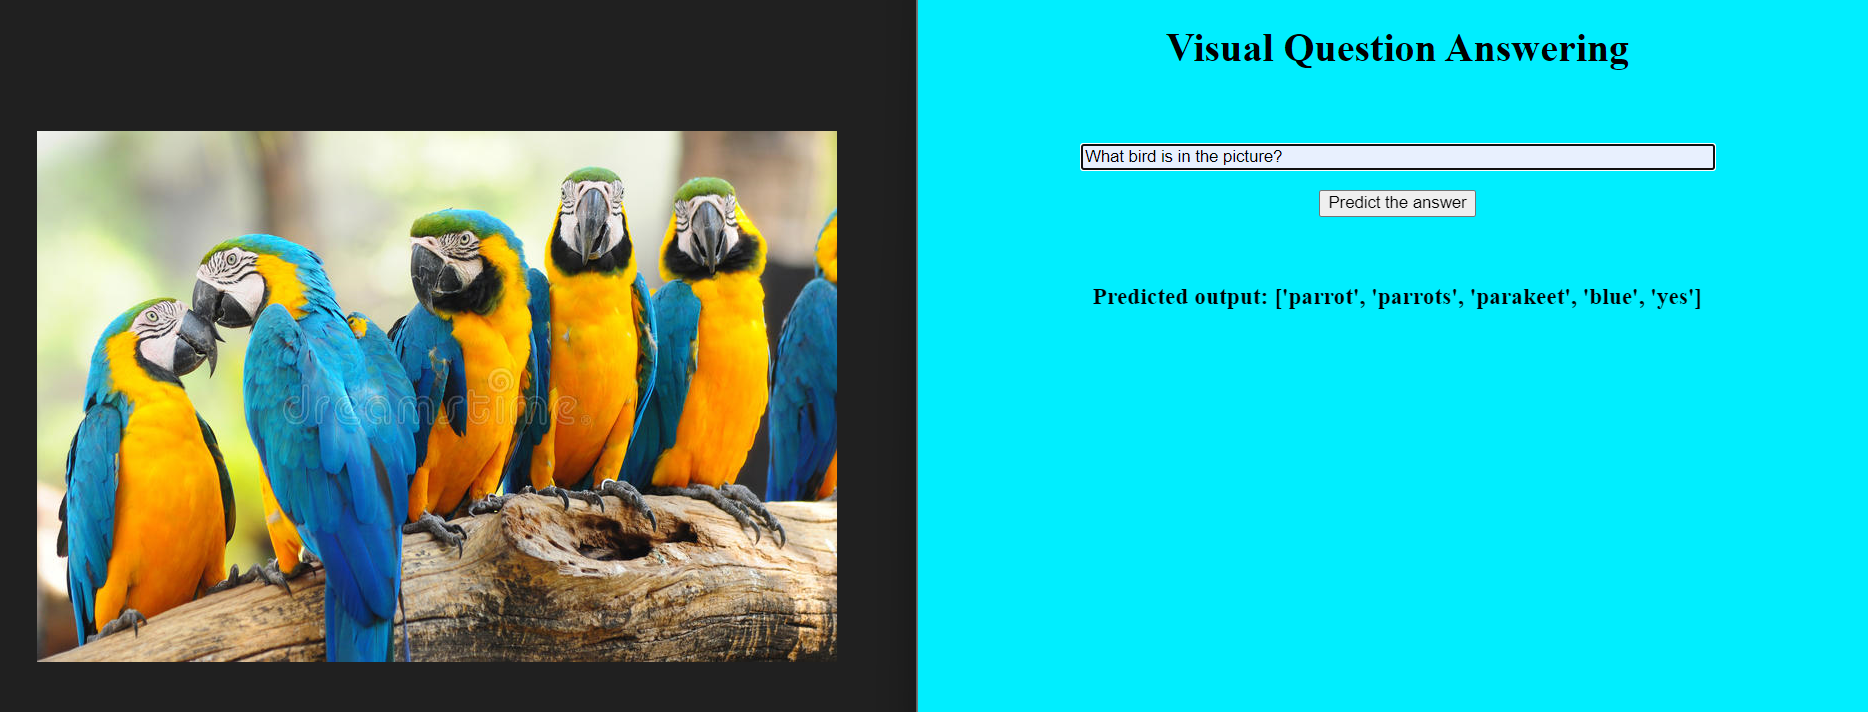 Visual Question Answering
What bird is in the picture?
Predict the answer
Predicted output: ['parrot', 'parrots', 'parakeet', 'blue', 'yes']
dreamstime